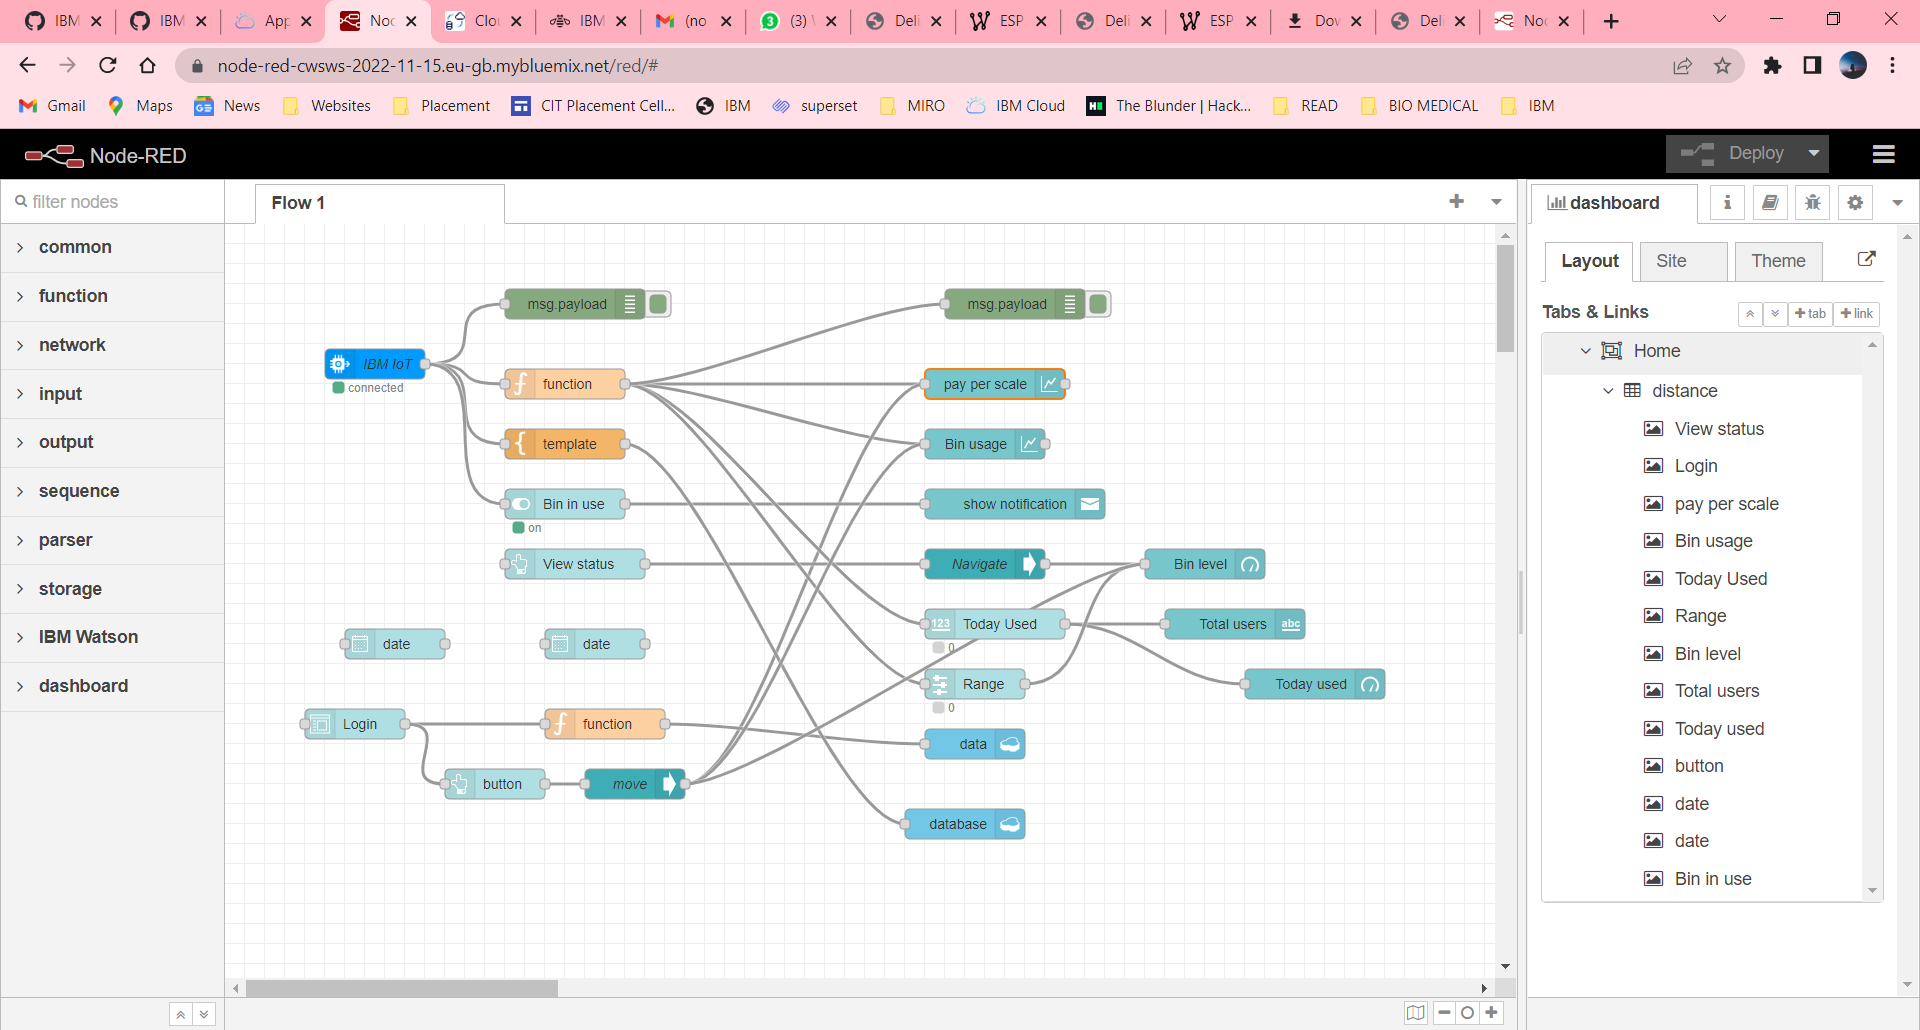 IBM
IBM
App
Noc
Clou
IBM
(no
(3)
Deli
ESP
Deli
ESP
Dov
Deli
Noc
node-red-cwsws-2022-11-15.eu-gb.mybluemix.net/red/#
Gmail Maps News Websites Placement CIT Placement Cell... IBM superset MIRO IBM Cloud The Blunder | Hack... READ BIO MEDICAL IBM
Node-RED
Deploy
filter nodes
common
function
network
input
output
sequence
parser
storage
IBM Watson
dashboard
Flow 1
msg.payload
msg.payload
IBM IoT
connected
function
pay per scale
template
Bin usage
Bin in use
on
show notification
View status
Navigate
Bin level
123 Today Used
0
Total users abc
date
date
Range
0
Today used
Login
function
data
button
move
database
dashboard
Layout Site Theme
Tabs & Links
+ tab + link
Home
distance
View status
Login
pay per scale
Bin usage
Today Used
Range
Bin level
Total users
Today used
button
date
date
Bin in use